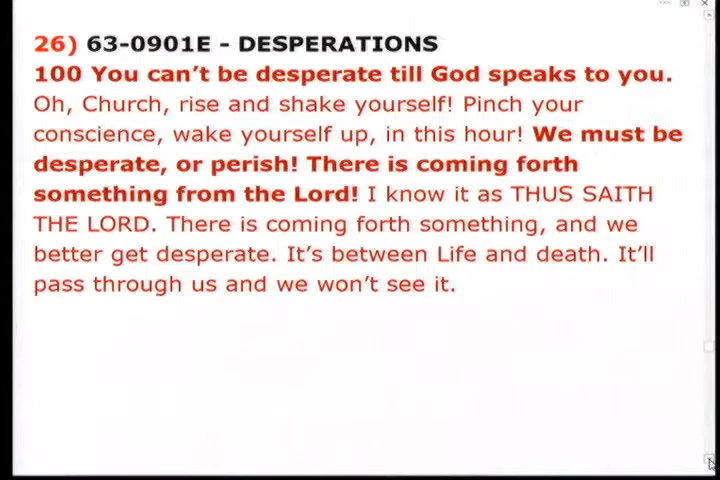 26) 63-0901E - DESPERATIONS
100 You can't be desperate till God speaks to you.
Oh, Church, rise and shake yourself! Pinch your
conscience, wake yourself up, in this hour! We must be
desperate, or perish! There is coming forth
something from the Lord! I know it as THUS SAITH
THE LORD. There is coming forth something, and we
better get desperate. It's between Life and death. It'll
pass through us and we won't see it.